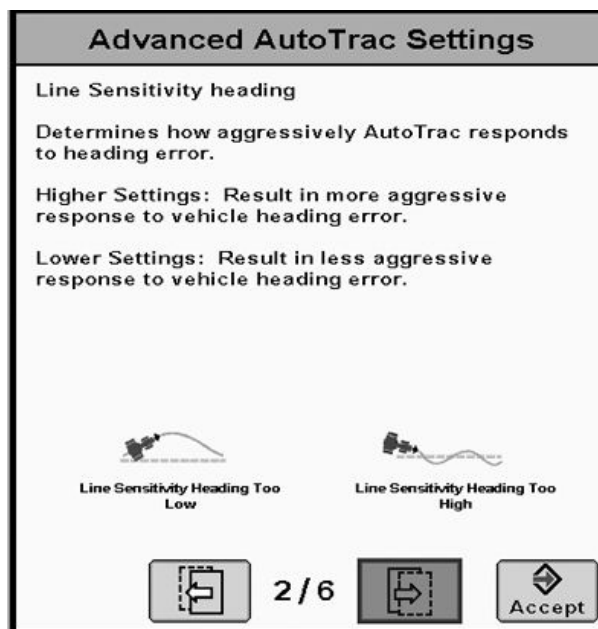 Advanced AutoTrac Settings
Line Sensitivity heading
Determines how aggressively AutoTrac responds
to heading error.
Higher Settings: Result in more aggressive
response to vehicle heading error.
Lower Settings: Result in less aggressive
response to vehicle heading error.
Line Sensitivity Heading Too
Low
Line Sensitivity Heading Too
High
2/6
Accept